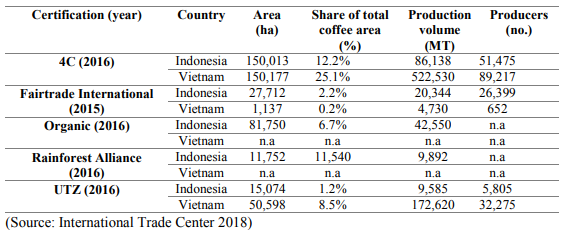 Certification (year) Country Area (ha) Share of total coffee area (%) Production volume (MT) Producers (no.)
4C (2016) Indonesia 150,013 12.2% 86,138 51,475
Vietnam 150,177 25.1% 522,530 89,217
Fairtrade International (2015) Indonesia 27,712 2.2% 20,344 26,399
Vietnam 1,137 0.2% 4,730 652
Organic (2016) Indonesia 81,750 6.7% 42,550 n.a
Vietnam n.a n.a n.a n.a
Rainforest Alliance (2016) Indonesia 11,752 11,540 9,892 n.a
Vietnam n.a n.a n.a n.a
UTZ (2016) Indonesia 15,074 1.2% 9,585 5,805
Vietnam 50,598 8.5% 172,620 32,275
(Source: International Trade Center 2018)